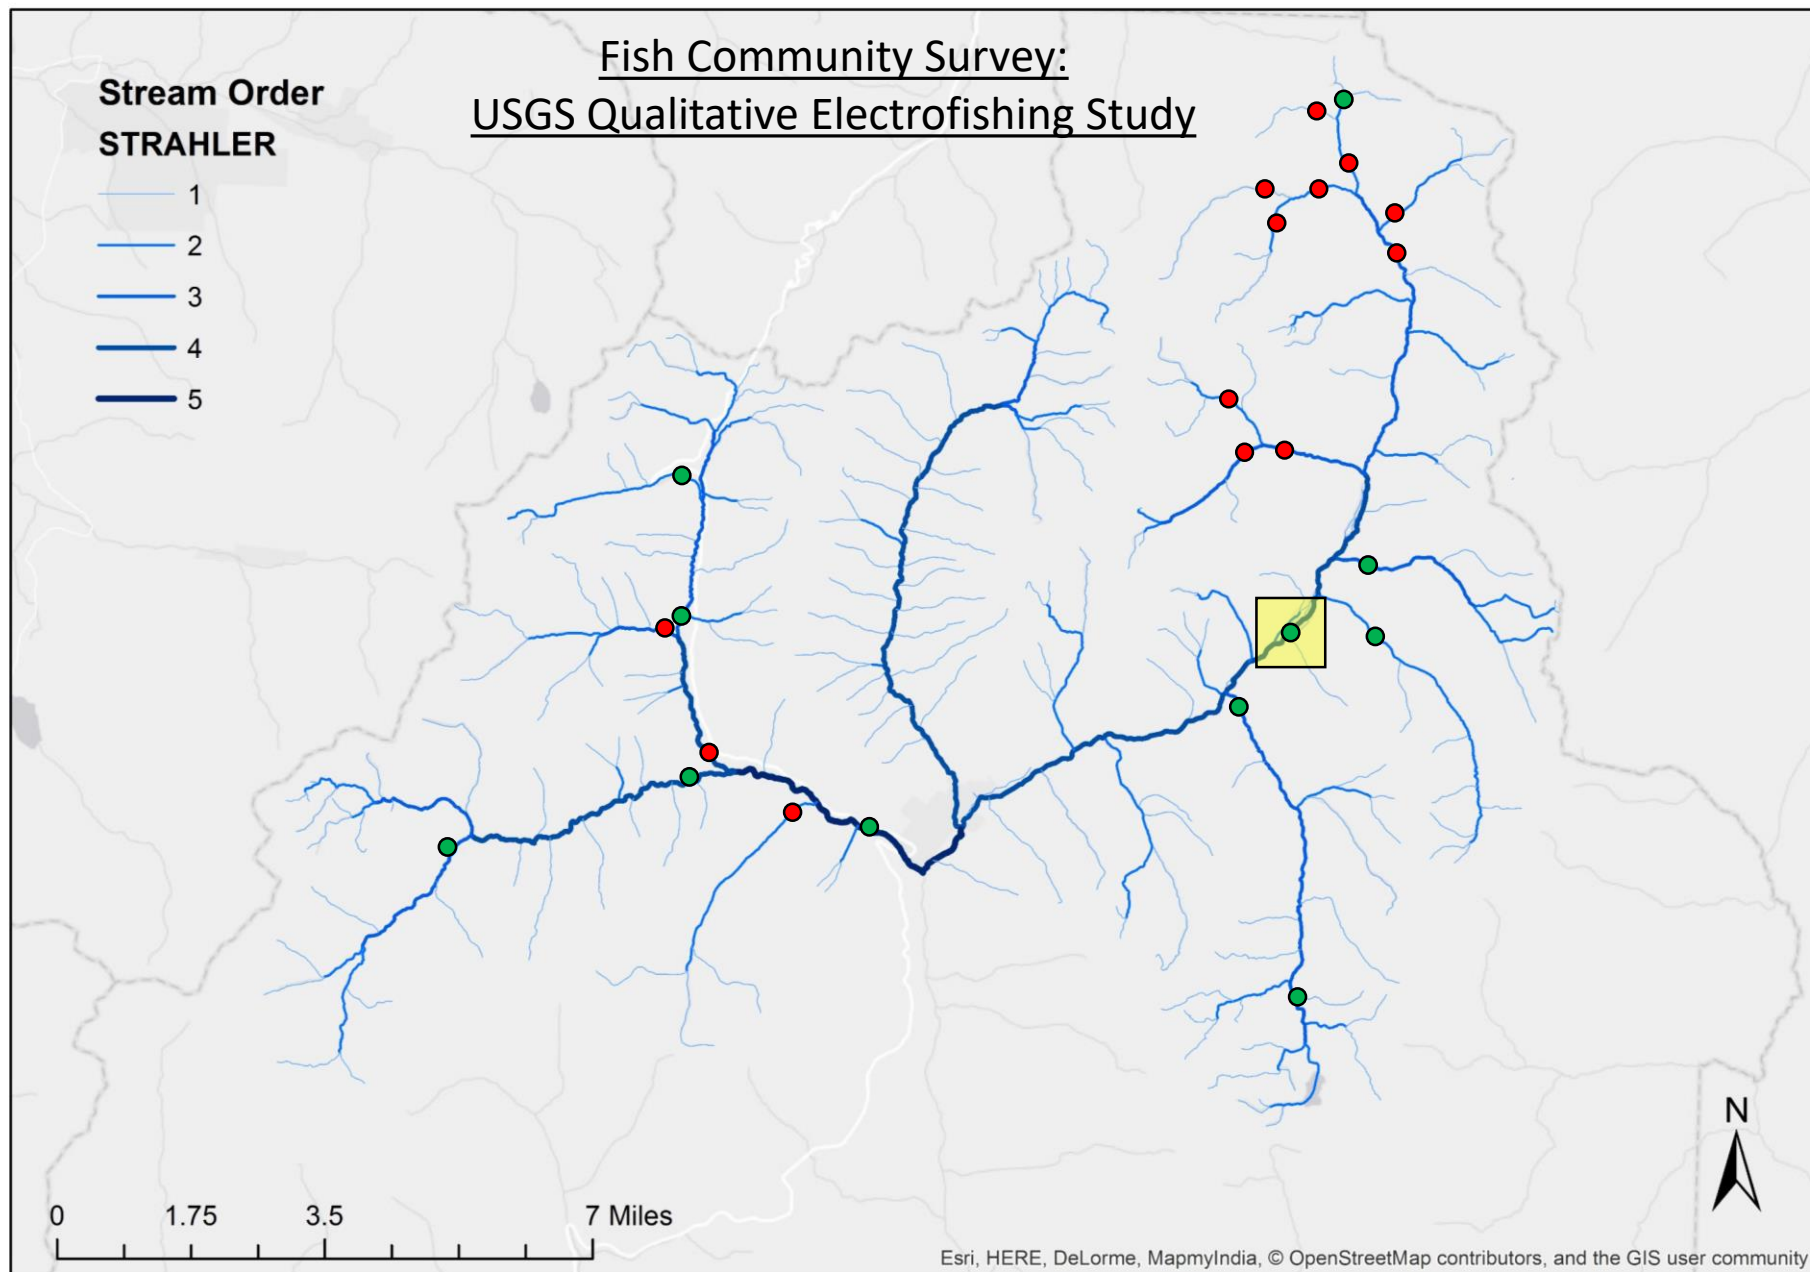 Fish Community Survey:
USGS Qualitative Electrofishing Study
Stream Order
STRAHLER
1
2
3
4
5
N
0 1.75 3.5 7 Miles
Esri, HERE, DeLorme, MapmyIndia, © OpenStreetMap contributors, and the GIS user community